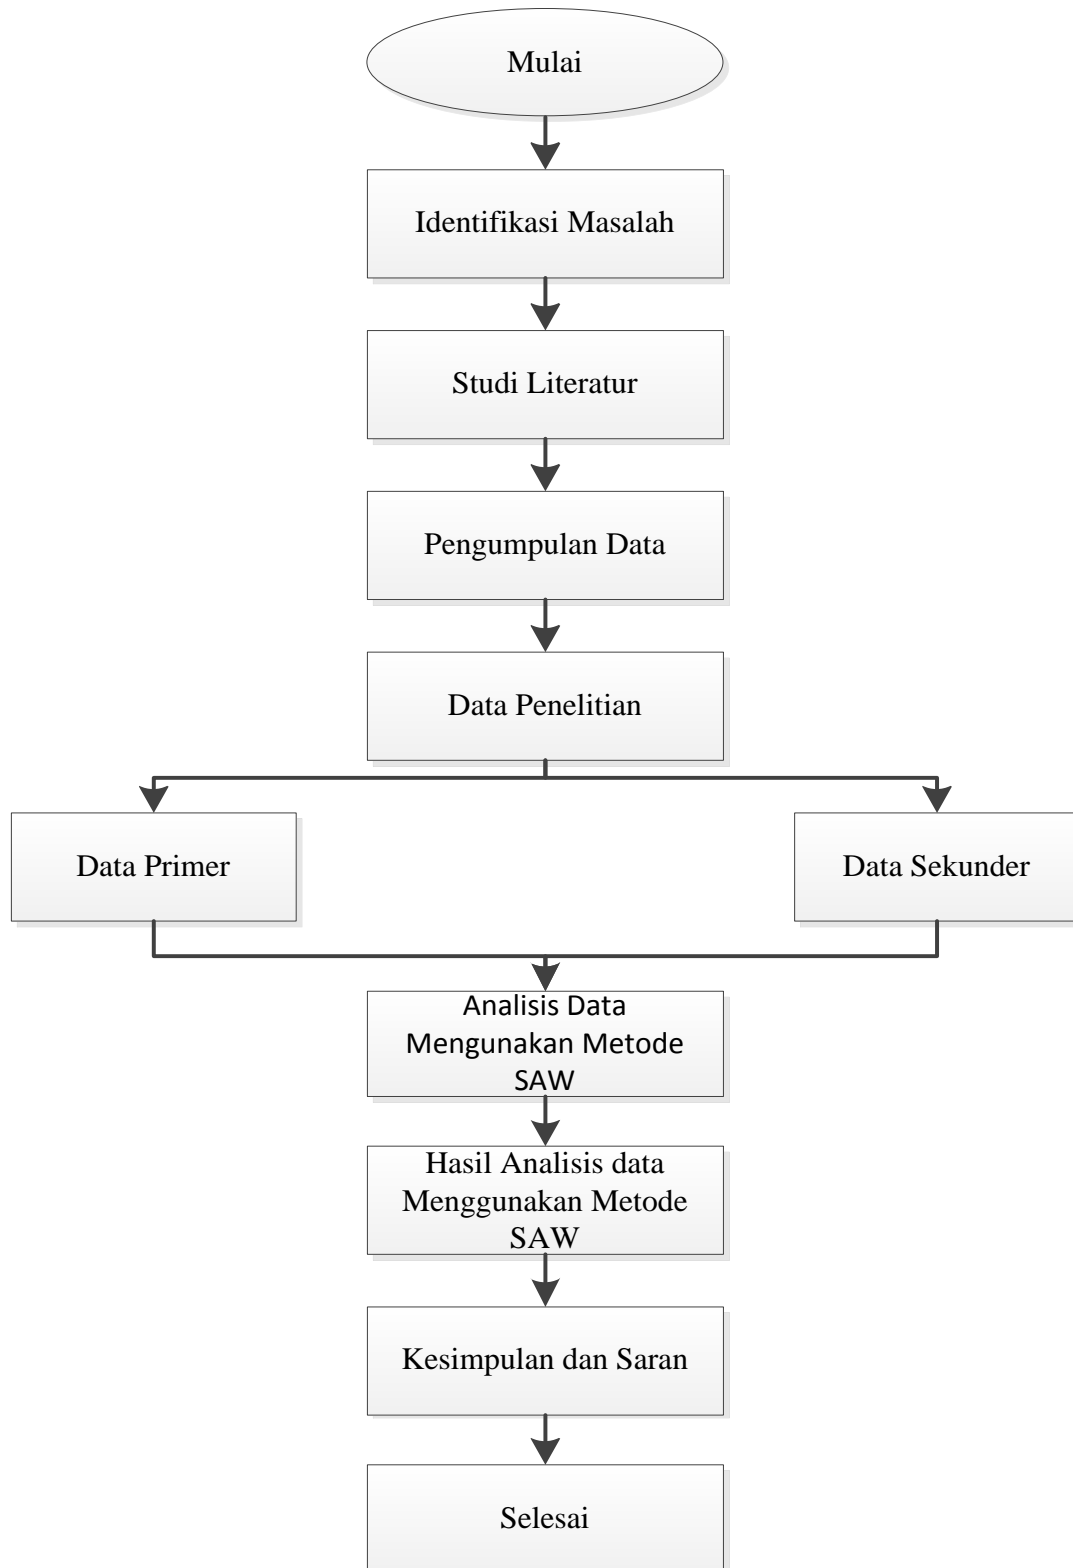 Mulai
Identifikasi Masalah
Studi Literatur
Pengumpulan Data
Data Penelitian
Data Primer
Data Sekunder
Analisis Data
Mengunakan Metode
SAW
Hasil Analisis data
Menggunakan Metode
SAW
Kesimpulan dan Saran
Selesai